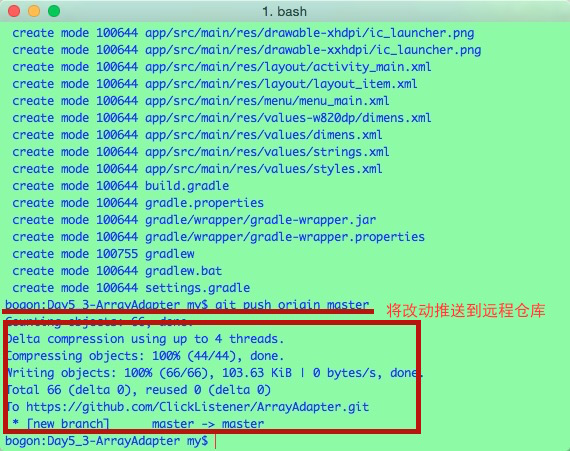 1. bash
create mode 100644 app/src/main/res/drawable-xhdpi/ic_launcher.png
create mode 100644 app/src/main/res/drawable-xxhdpi/ic_launcher.png
create mode 100644 app/src/main/res/layout/activity_main.xml
create mode 100644 app/src/main/res/layout/layout_item.xml
create mode 100644 app/src/main/res/menu/menu_main.xml
create mode 100644 app/src/main/res/values-w820dp/dimens.xml
create mode 100644 app/src/main/res/values/dimens.xml
create mode 100644 app/src/main/res/values/strings.xml
create mode 100644 app/src/main/res/values/styles.xml
create mode 100644 build.gradle
create mode 100644 gradle.properties
create mode 100644 gradle/wrapper/gradle-wrapper.jar
create mode 100644 gradle/wrapper/gradle-wrapper.properties
create mode 100755 gradlew
create mode 100644 gradlew.bat
create mode 100644 settings.gradle
bogon:Day5_3-ArrayAdapter my$ git push origin master
将改动推送到远程仓库
Counting objects: 66, done.
Delta compression using up to 4 threads.
Compressing objects: 100% (44/44), done.
Writing objects: 100% (66/66), 103.63 KiB | 0 bytes/s, done.
Total 66 (delta 0), reused 0 (delta 0)
To https://github.com/ClickListener/ArrayAdapter.git
* [new branch] master -> master
bogon:Day5_3-ArrayAdapter my$